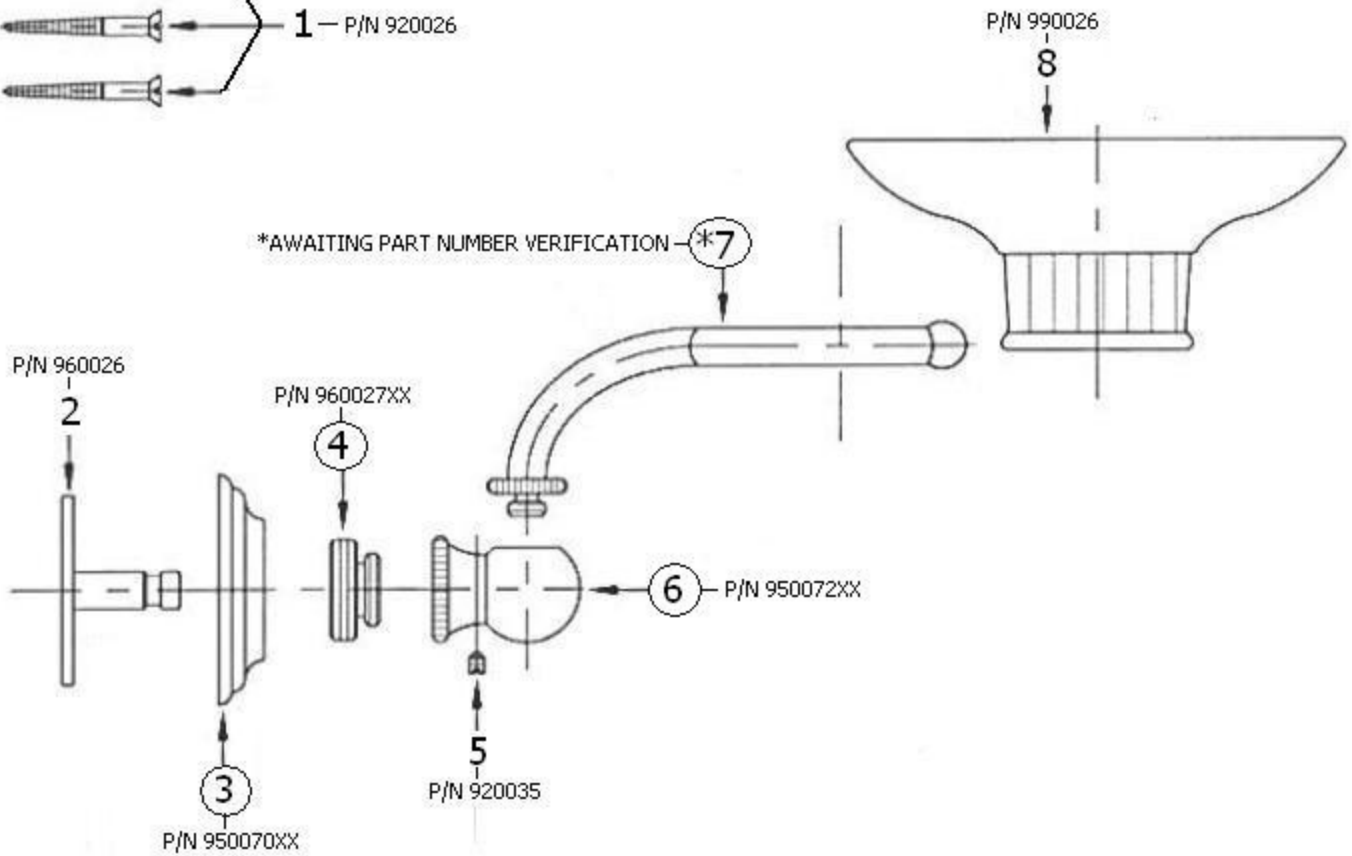 1 — P/N 920026
P/N 990026
8
*AWAITING PART NUMBER VERIFICATION — *7
P/N 960026
2
P/N 960027XX
4
6 — P/N 950072XX
5
P/N 920035
3
P/N 950070XX